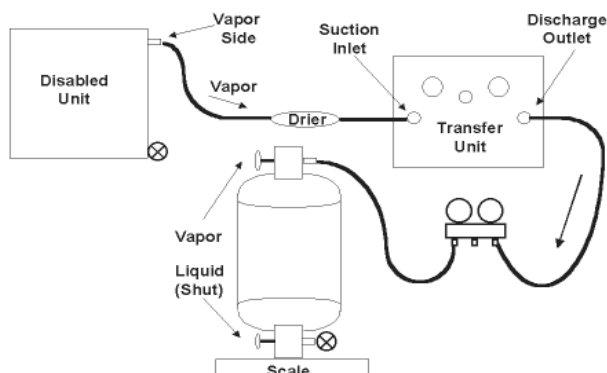 Vapor
Side
Discharge
Outlet
Suction
Inlet
Disabled
Unit
Vapor
Drier
Transfer
Unit
Vapor
Liquid
(Shut)
Scale